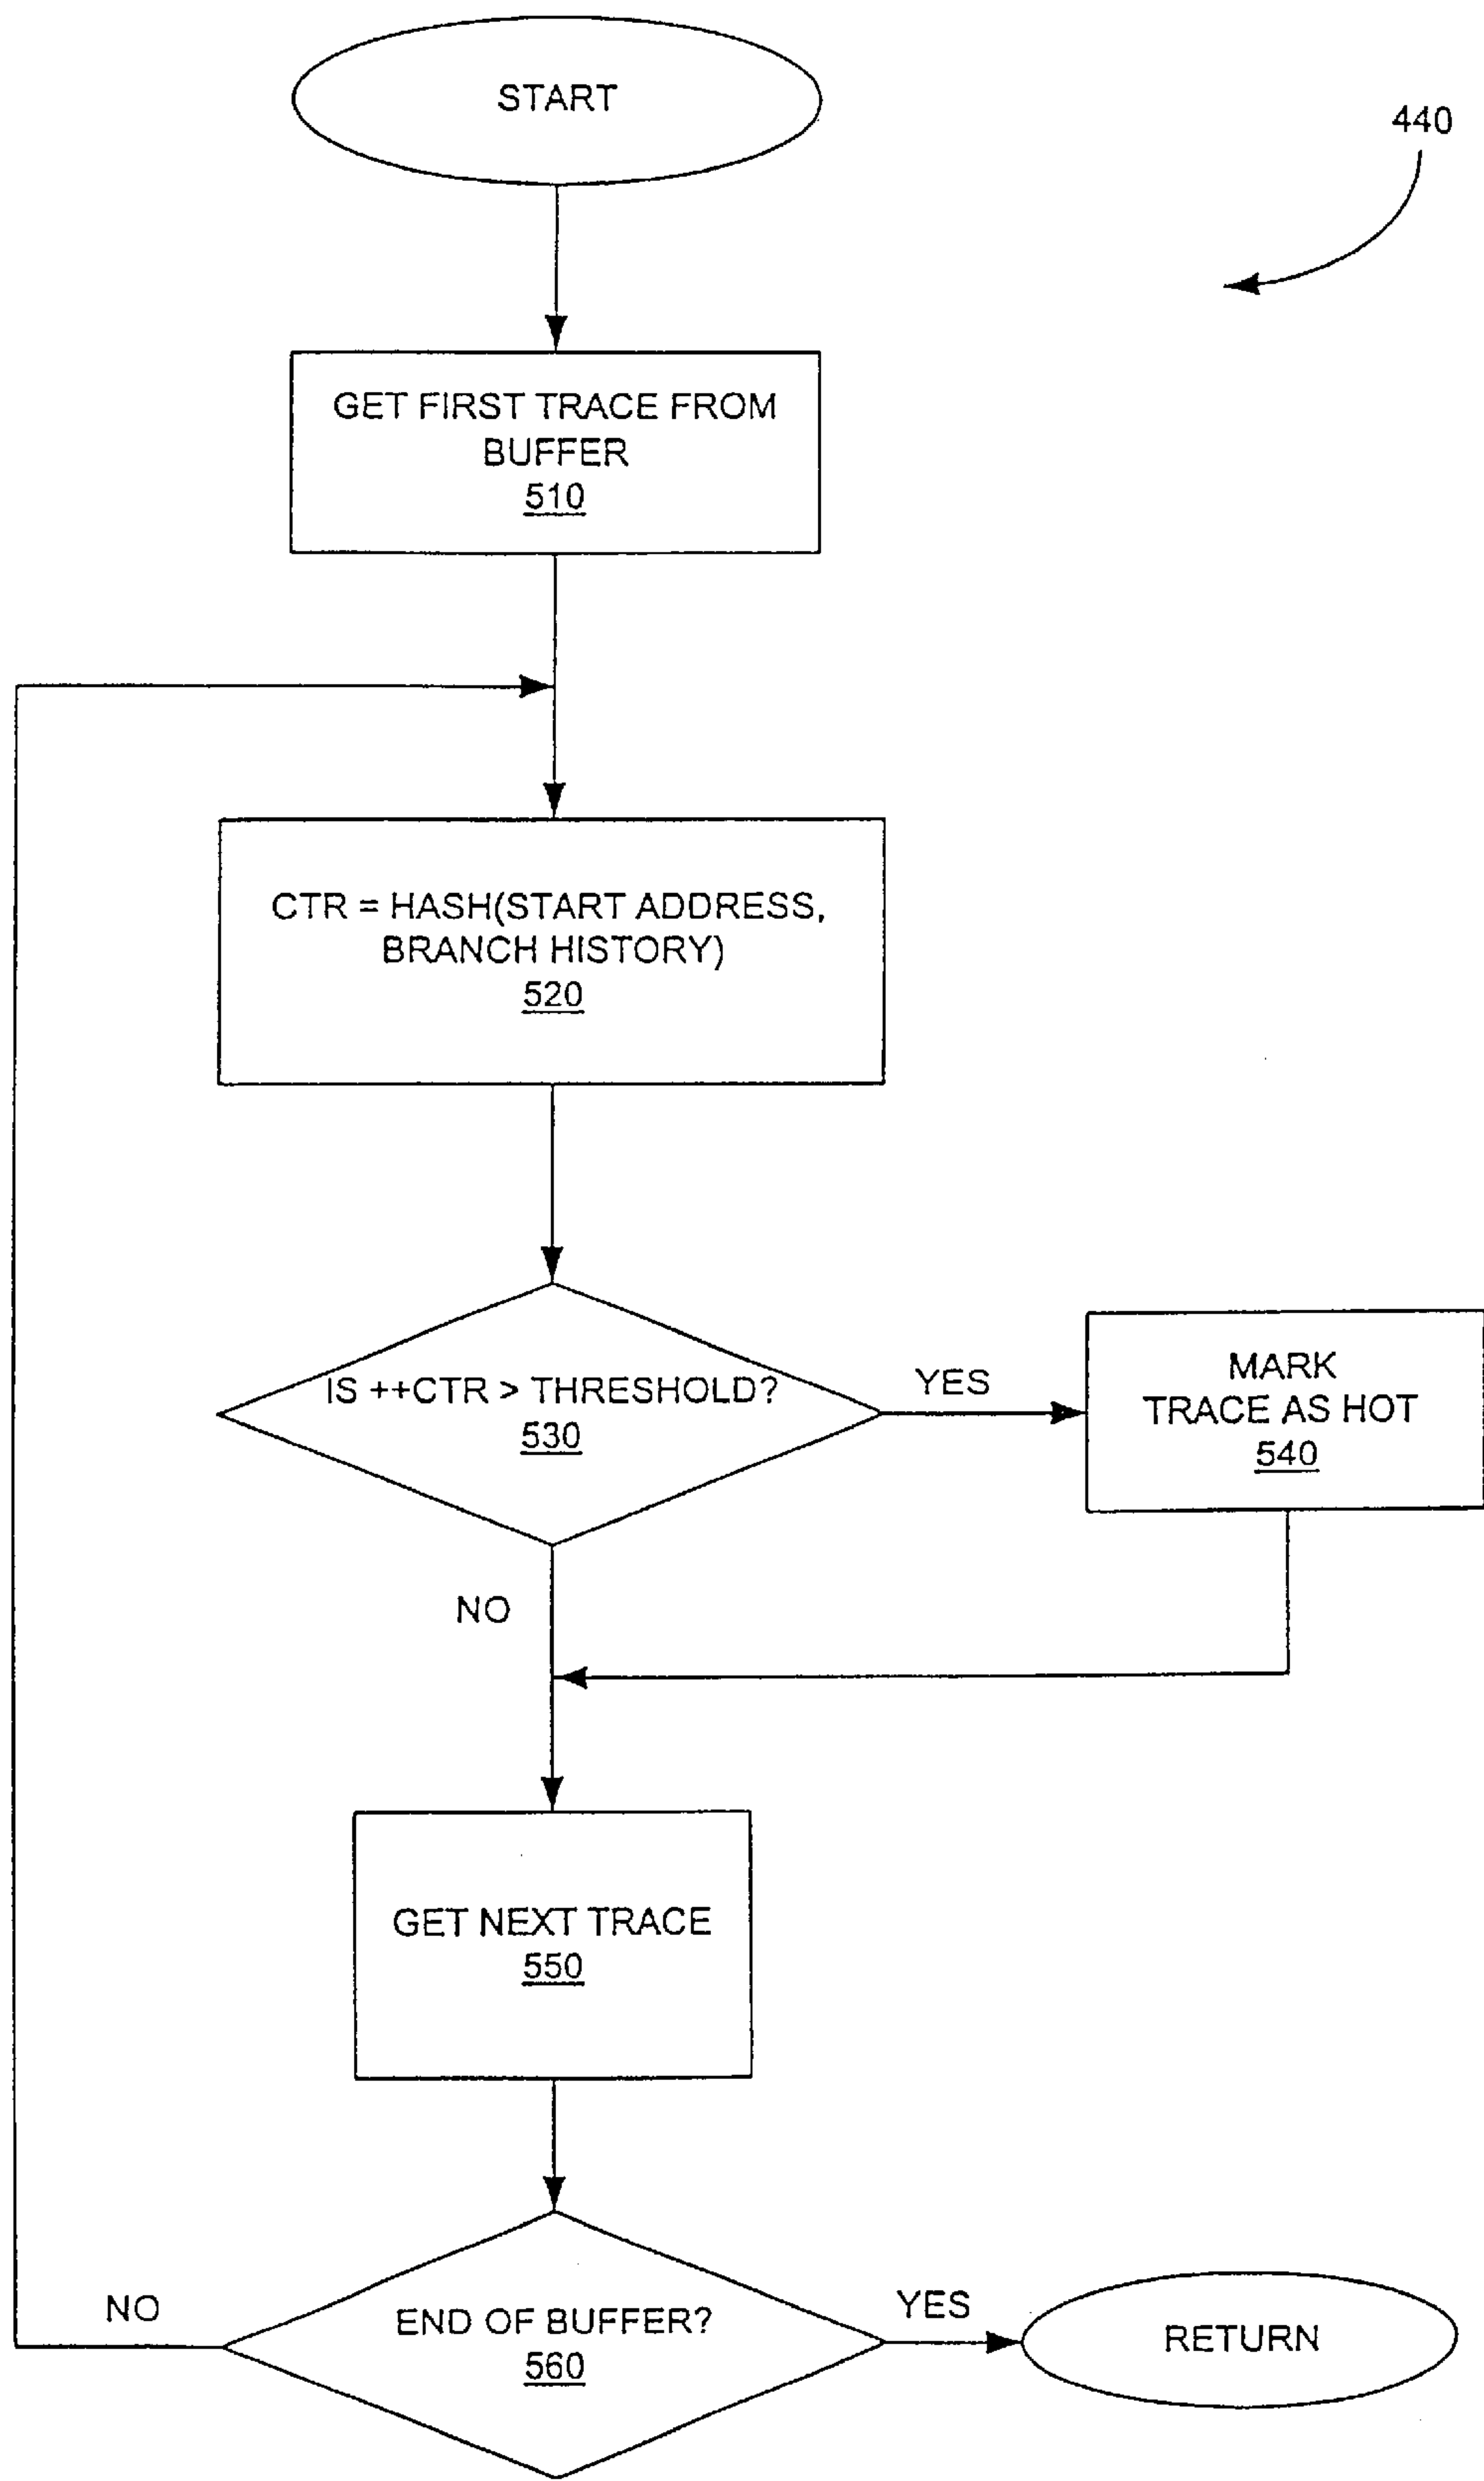 START
440
GET FIRST TRACE FROM
BUFFER
510
CTR = HASH(START ADDRESS,
BRANCH HISTORY)
520
IS ++CTR > THRESHOLD?
530
YES
MARK
TRACE AS HOT
540
NO
GET NEXT TRACE
550
END OF BUFFER?
560
NO
YES
RETURN